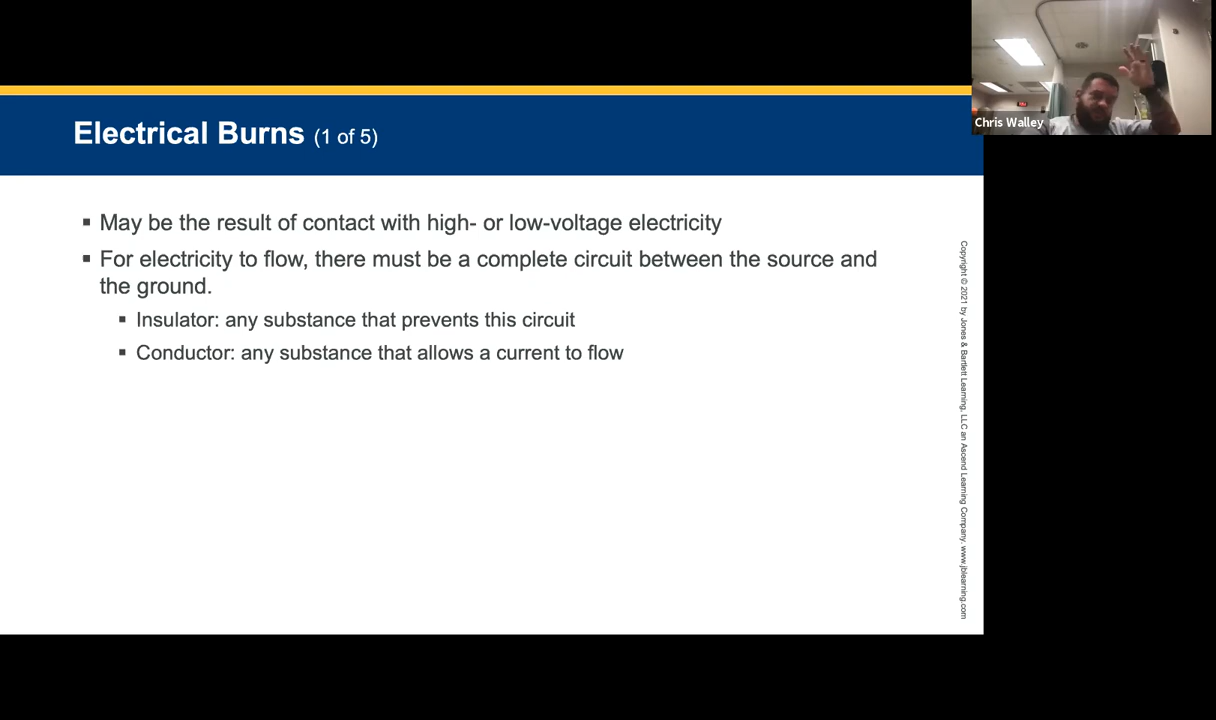 Electrical Burns (1 of 5)
▪ May be the result of contact with high- or low-voltage electricity
▪ For electricity to flow, there must be a complete circuit between the source and
the ground.
▪ Insulator: any substance that prevents this circuit
▪ Conductor: any substance that allows a current to flow
Copyright © 2021 by Jones & Bartlett Learning, LLC an Ascend Learning Company. www.jblearning.com
Chris Walley